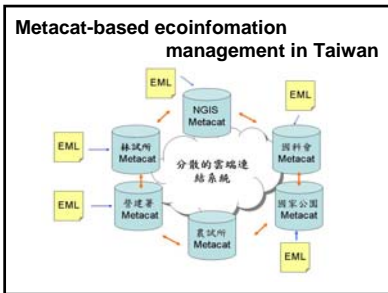 Metacat-based ecoinfomation
management in Taiwan
EML
EML
NGIS
Metacat
EML
林試所
Metacat
國科會
Metacat
分散的雲端連
結系統
EML
營建署
Metacat
國家公園
Metacat
農試所
Metacat
EML